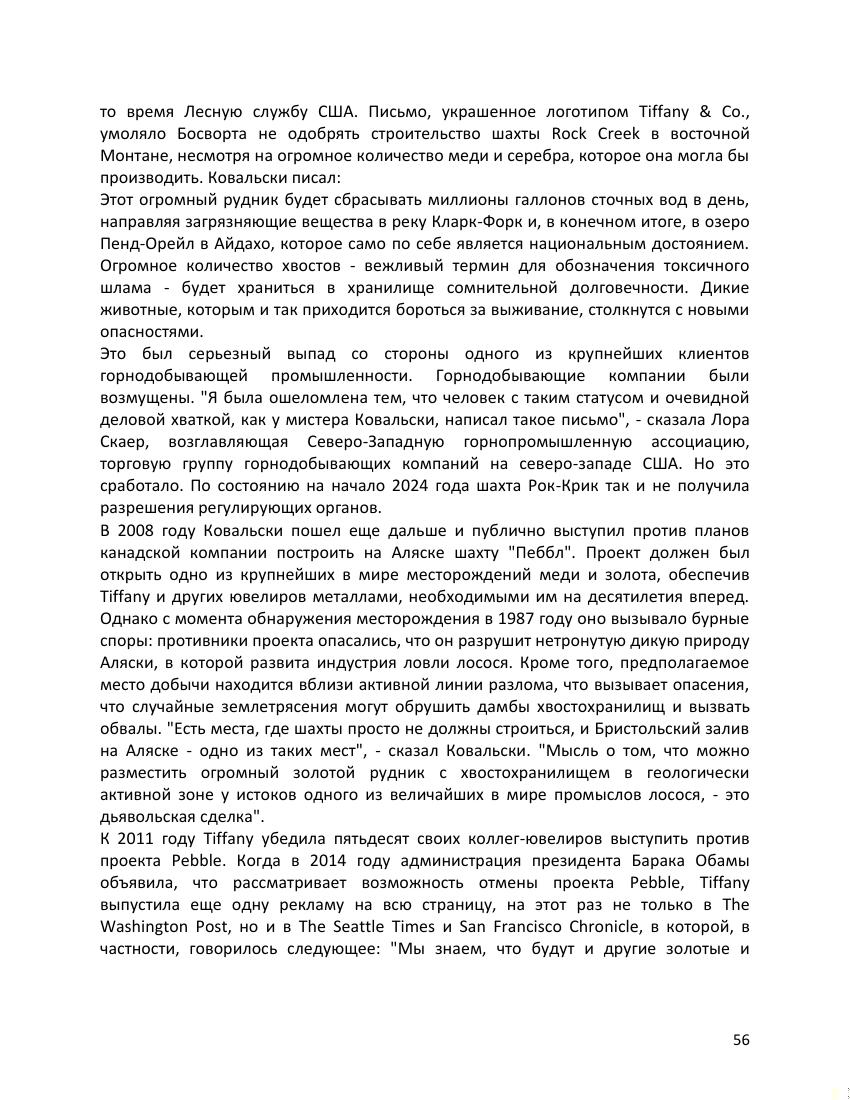 то время Лесную службу США. Письмо, украшенное логотипом Tiffany & Co.,
умоляло Босворта не одобрять строительство шахты Rock Creek в восточной
Монтане, несмотря на огромное количество меди и серебра, которое она могла бы
производить. Ковальски писал:
Этот огромный рудник будет сбрасывать миллионы галлонов сточных вод в день,
направляя загрязняющие вещества в реку Кларк-Форк и, в конечном итоге, в озеро
Пенд-Орейл в Айдахо, которое само по себе является национальным достоянием.
Огромное количество хвостов - вежливый термин для обозначения токсичного
шлама - будет храниться в хранилище сомнительной долговечности. Дикие
животные, которым и так приходится бороться за выживание, столкнутся с новыми
опасностями.
Это был серьезный выпад со стороны одного из крупнейших клиентов
горнодобывающей промышленности. Горнодобывающие компании были
возмущены. "Я была ошеломлена тем, что человек с таким статусом и очевидной
деловой хваткой, как у мистера Ковальски, написал такое письмо", - сказала Лора
Скаер, возглавляющая Северо-Западную горнопромышленную ассоциацию,
торговую группу горнодобывающих компаний на северо-западе США. Но это
сработало. По состоянию на начало 2024 года шахта Рок-Крик так и не получила
разрешения регулирующих органов.
В 2008 году Ковальски пошел еще дальше и публично выступил против планов
канадской компании построить на Аляске шахту "Пеббл". Проект должен был
открыть одно из крупнейших в мире месторождений меди и золота, обеспечив
Tiffany и других ювелиров металлами, необходимыми им на десятилетия вперед.
Однако с момента обнаружения месторождения в 1987 году оно вызывало бурные
споры: противники проекта опасались, что он разрушит нетронутую дикую природу
Аляски, в которой развита индустрия ловли лосося. Кроме того, предполагаемое
место добычи находится вблизи активной линии разлома, что вызывает опасения,
что случайные землетрясения могут обрушить дамбы хвостохранилищ и вызвать
обвалы. "Есть места, где шахты просто не должны строиться, и Бристольский залив
на Аляске - одно из таких мест", - сказал Ковальски. "Мысль о том, что можно
разместить огромный золотой рудник с хвостохранилищем в геологически
активной зоне у истоков одного из величайших в мире промыслов лосося, - это
дьявольская сделка".
К 2011 году Tiffany убедила пятьдесят своих коллег-ювелиров выступить против
проекта Pebble. Когда в 2014 году администрация президента Барака Обамы
объявила, что рассматривает возможность отмены проекта Pebble, Tiffany
выпустила еще одну рекламу на всю страницу, на этот раз не только в The
Washington Post, но и в The Seattle Times и San Francisco Chronicle, в которой, в
частности, говорилось следующее: "Мы знаем, что будут и другие золотые и
56